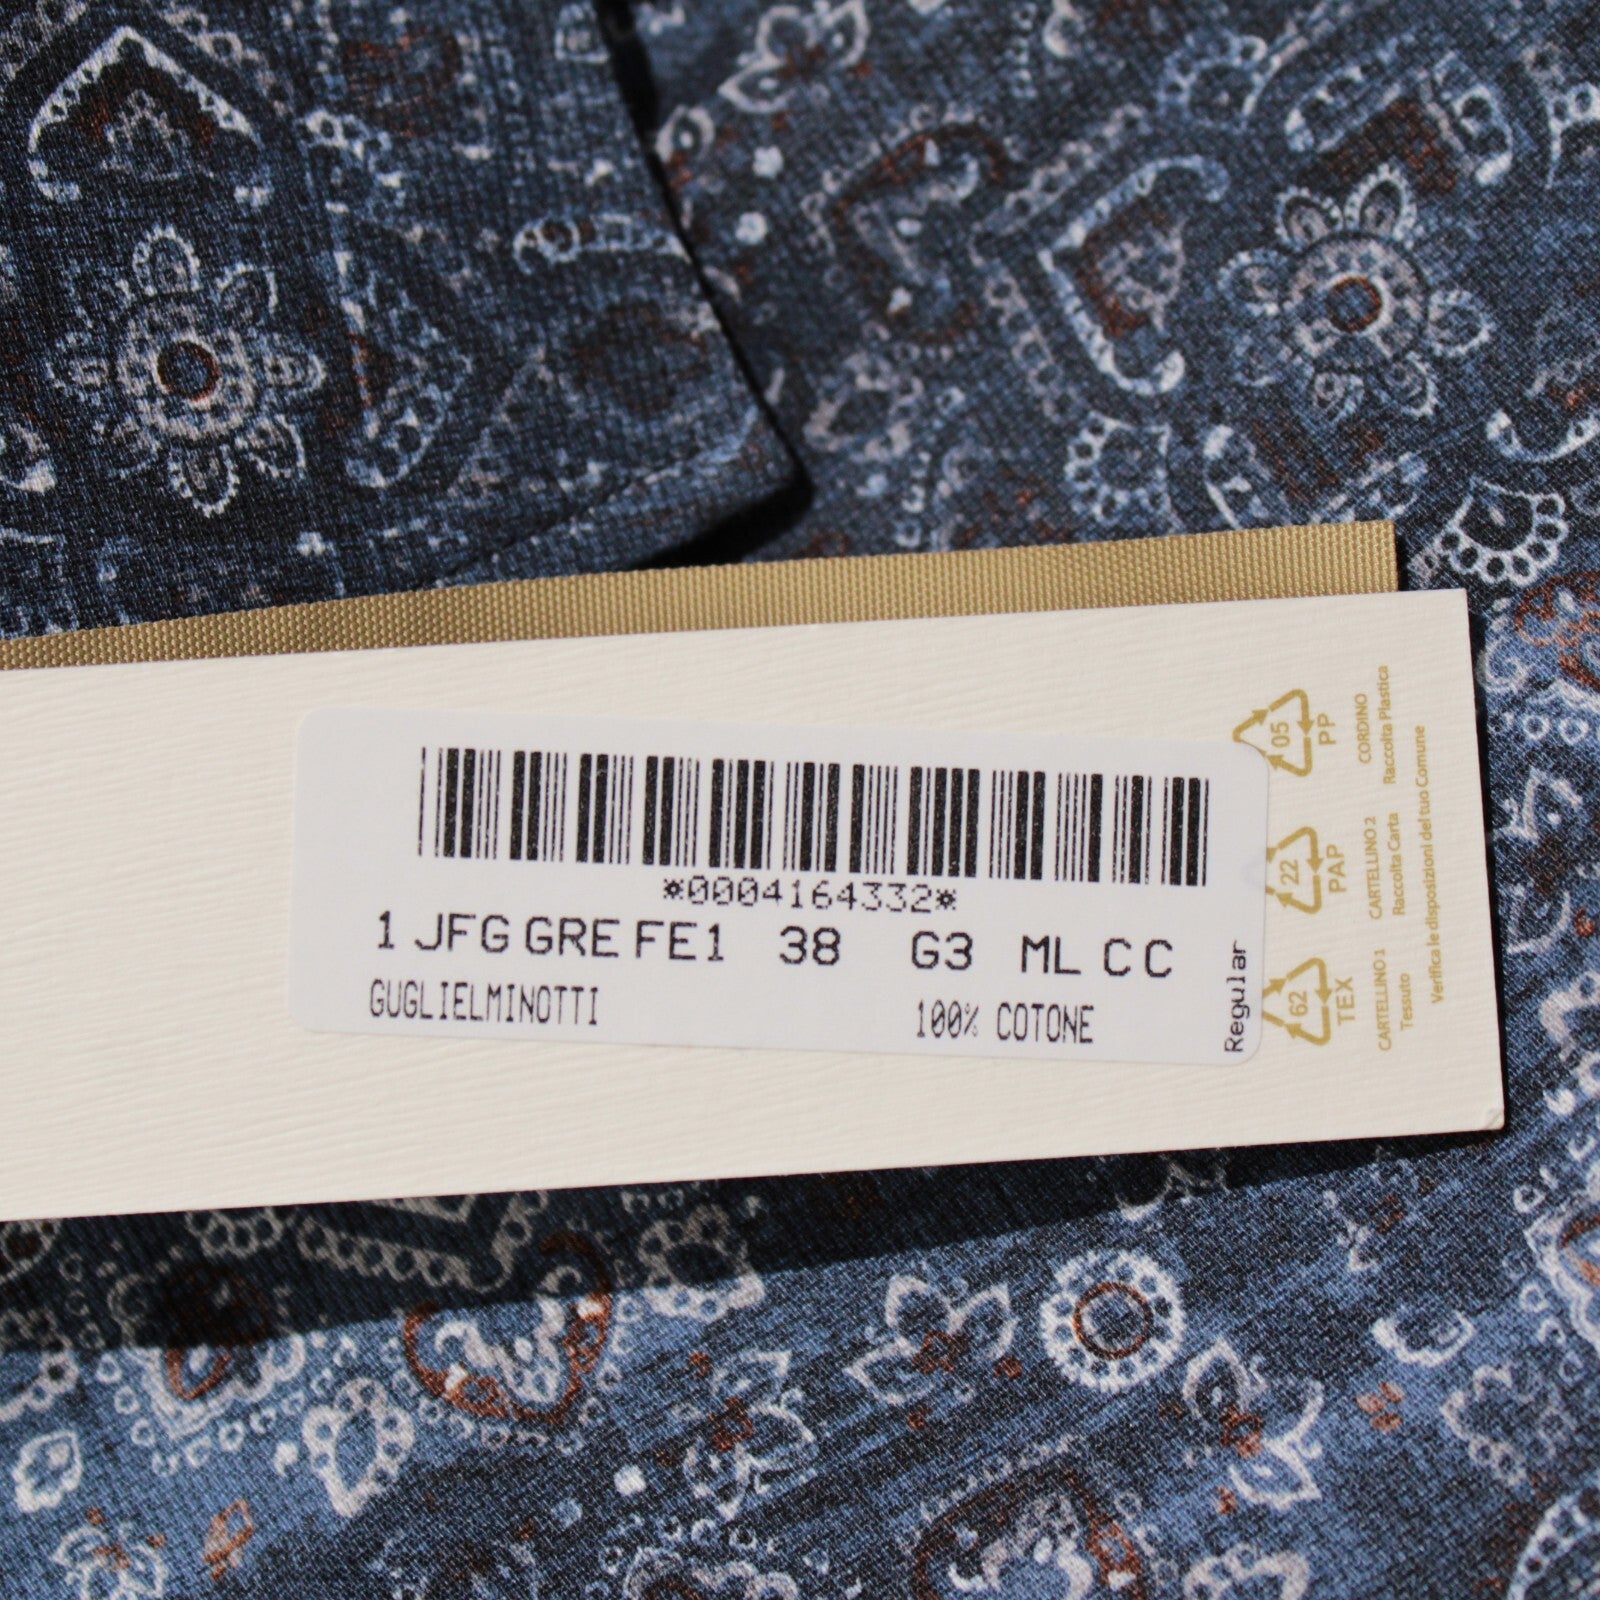 *0004164332*
1 JFG GRE FE1 38 G3 ML C C
GUGLIELMINOTTI 100% COTONE
Regular
05
PP
CORDINO
Raccolta Plastica
22
PAP
CARTELLINO 2
Raccolta Carta
62
TEX
CARTELLINO 1
Tessuto
Verifica le disposizioni del tuo Comune